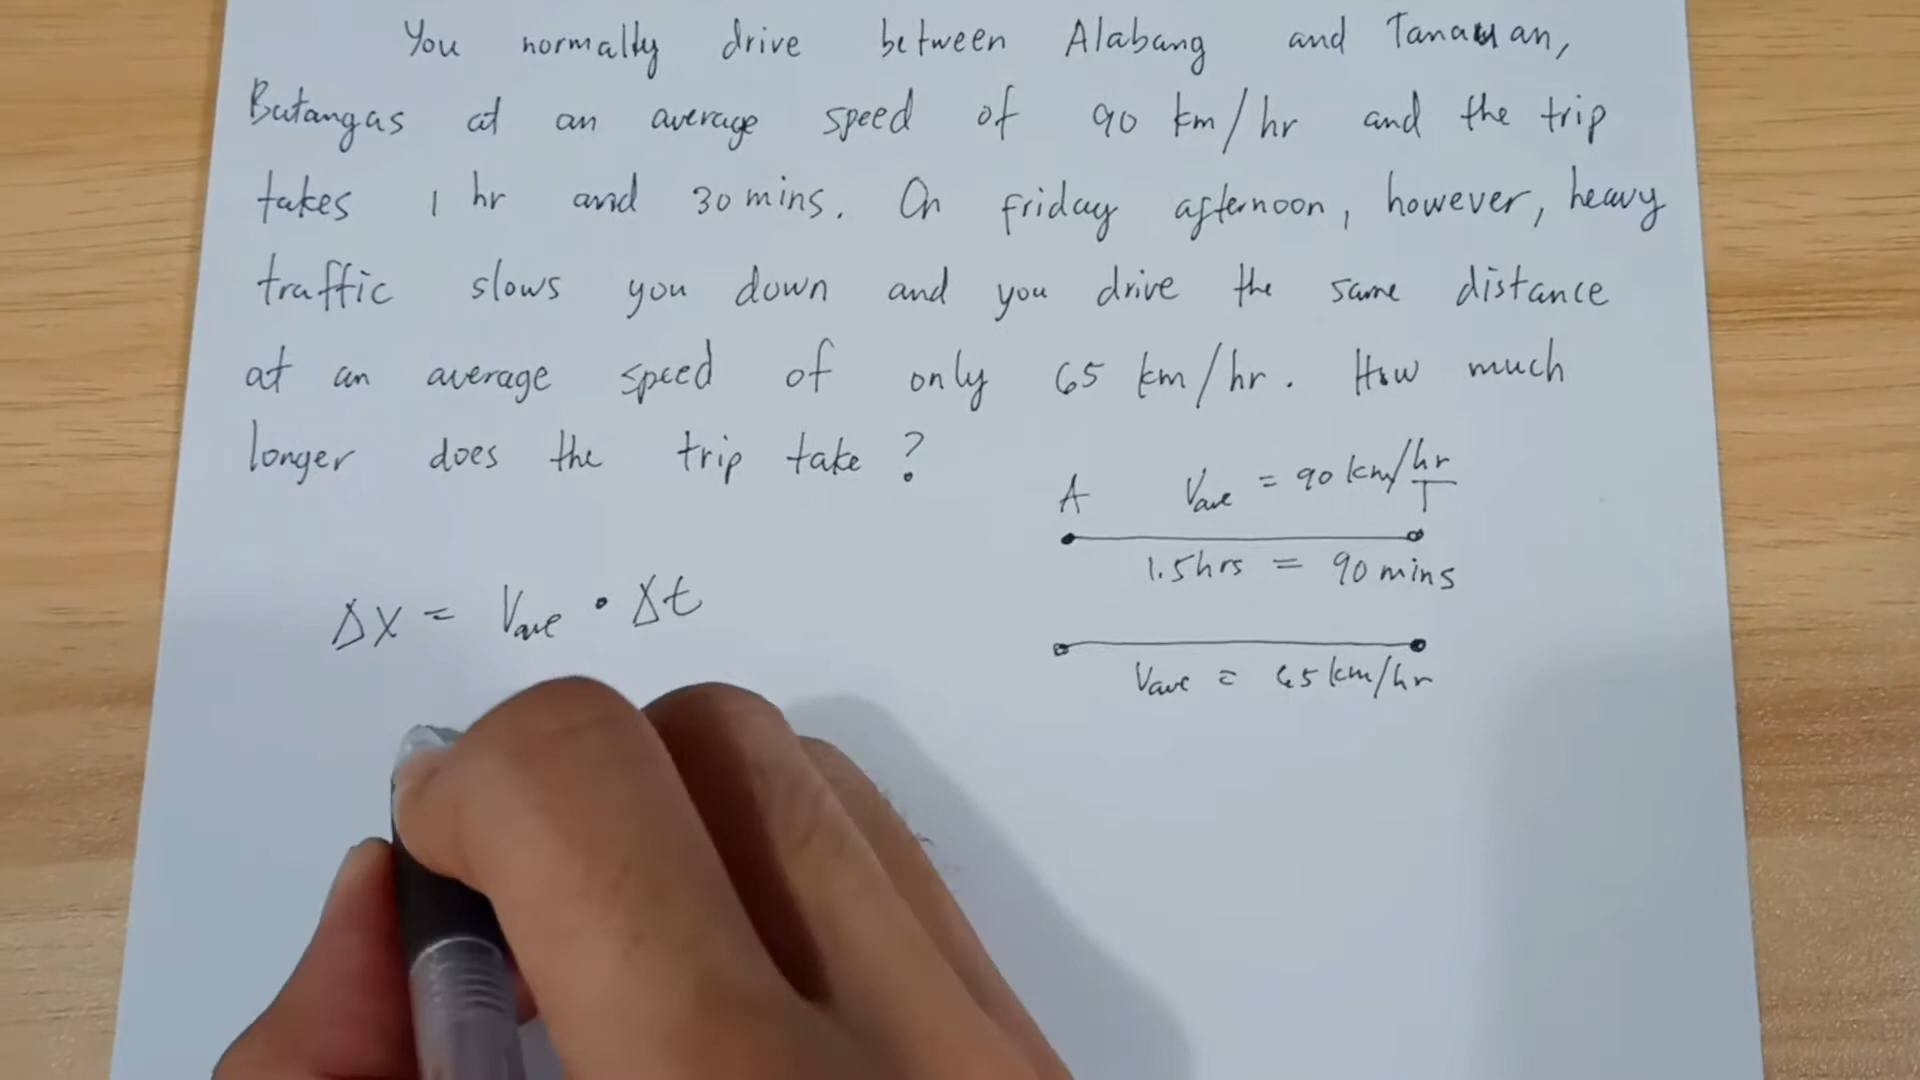 You normally drive between Alabang and Tanauan,
Batangas at an average speed of 90 km/hr and the trip
takes 1 hr and 30 mins. On friday afternoon, however, heavy
traffic slows you down and you drive the same distance
at an average speed of only 65 km/hr. How much
longer does the trip take?
A Vave = 90 km/hr
T
1.5hrs = 90 mins
Δx = Vave · Δt
Vave = 65 km/hr